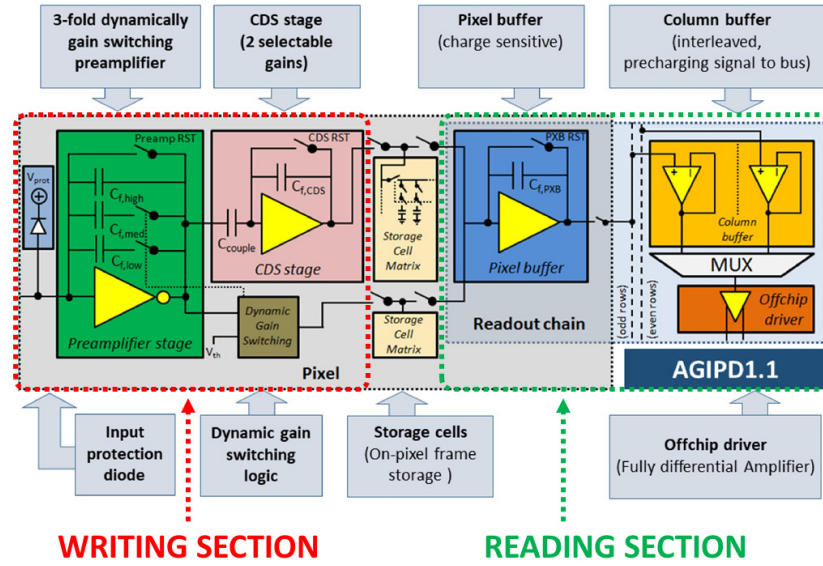 3-fold dynamically
gain switching
preamplifier
CDS stage
(2 selectable
gains)
Pixel buffer
(charge sensitive)
Column buffer
(interleaved,
precharging signal to bus)
Preamp RST
Vprot
Cf,high
Cf,med
Cf,low
Preamplifier stage
CDS RST
Cf,CDS
Ccouple
CDS stage
Dynamic
Gain
Switching
Vth
Pixel
Storage
Cell
Matrix
Storage
Cell
Matrix
PXB RST
Cf,PXB
Pixel buffer
Readout chain
(odd rows)
(even rows)
+ -
+ -
Column
buffer
MUX
Offchip
driver
AGIPD1.1
Input
protection
diode
Dynamic gain
switching
logic
Storage cells
(On-pixel frame
storage )
Offchip driver
(Fully differential Amplifier)
WRITING SECTION
READING SECTION